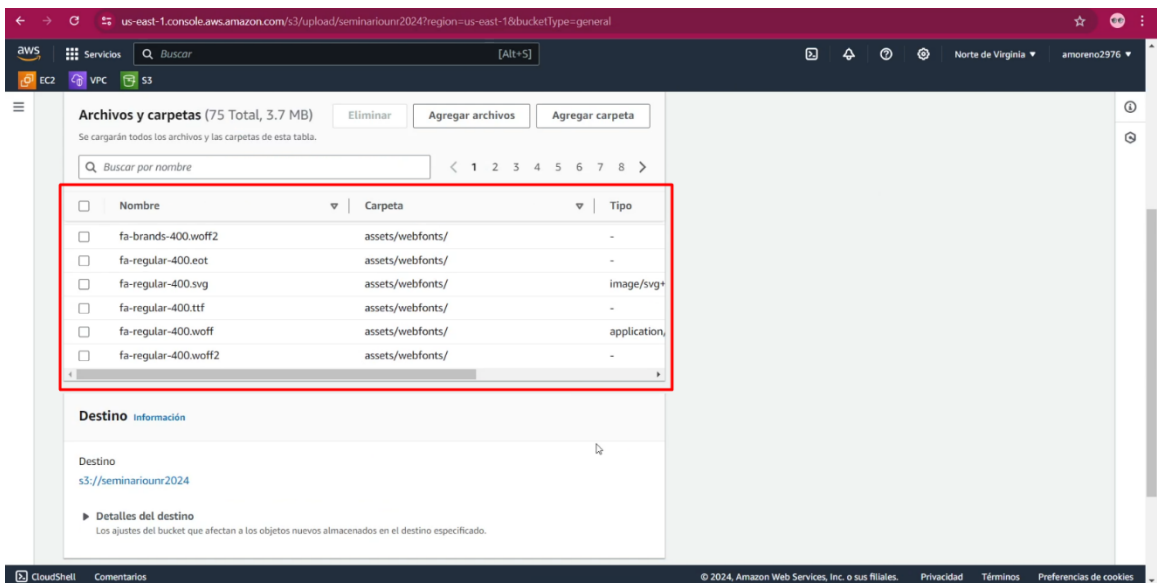 us-east-1.console.aws.amazon.com/s3/upload/seminariounr2024?region=us-east-1&bucketType=general
aws Servicios Buscar [Alt+S] Norte de Virginia amoreno2976
EC2 VPC S3
Archivos y carpetas (75 Total, 3.7 MB) Eliminar Agregar archivos Agregar carpeta
Se cargarán todos los archivos y las carpetas de esta tabla.
Buscar por nombre 1 2 3 4 5 6 7 8
Nombre Carpeta Tipo
fa-brands-400.woff2 assets/webfonts/ -
fa-regular-400.eot assets/webfonts/ -
fa-regular-400.svg assets/webfonts/ image/svg+
fa-regular-400.ttf assets/webfonts/ -
fa-regular-400.woff assets/webfonts/ application/
fa-regular-400.woff2 assets/webfonts/ -
Destino Información
Destino
s3://seminariounr2024
Detalles del destino
Los ajustes del bucket que afectan a los objetos nuevos almacenados en el destino especificado.
CloudShell Comentarios © 2024, Amazon Web Services, Inc. o sus filiales. Privacidad Términos Preferencias de cookies